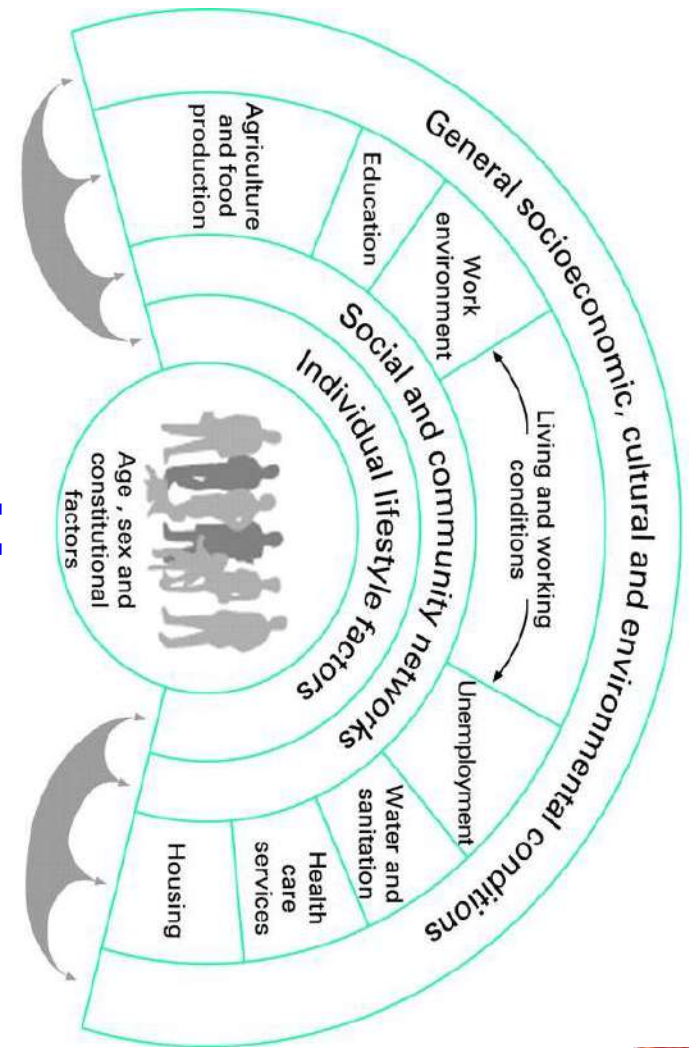 General socioeconomic, cultural and environmental conditions
Living and working
conditions
Work
environment
Unemployment
Education
Water and
sanitation
Agriculture
and food
production
Health
care
services
Housing
Social and community networks
Individual lifestyle factors
Age , sex and
constitutional
factors